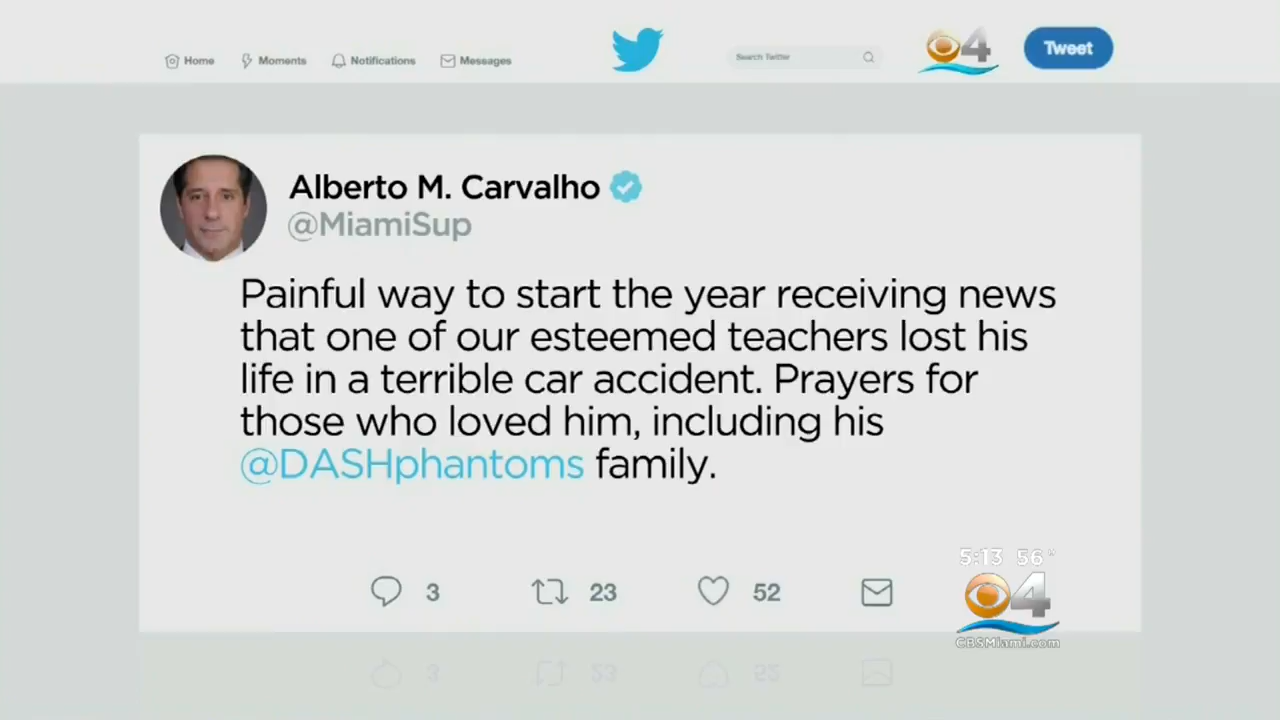 Home Moments Notifications Messages Search Twitter 4 Tweet
Alberto M. Carvalho
@MiamiSup
Painful way to start the year receiving news
that one of our esteemed teachers lost his
life in a terrible car accident. Prayers for
those who loved him, including his
@DASHphantoms family.
5:13 56°
3 23 52
4
CBSMiami.com